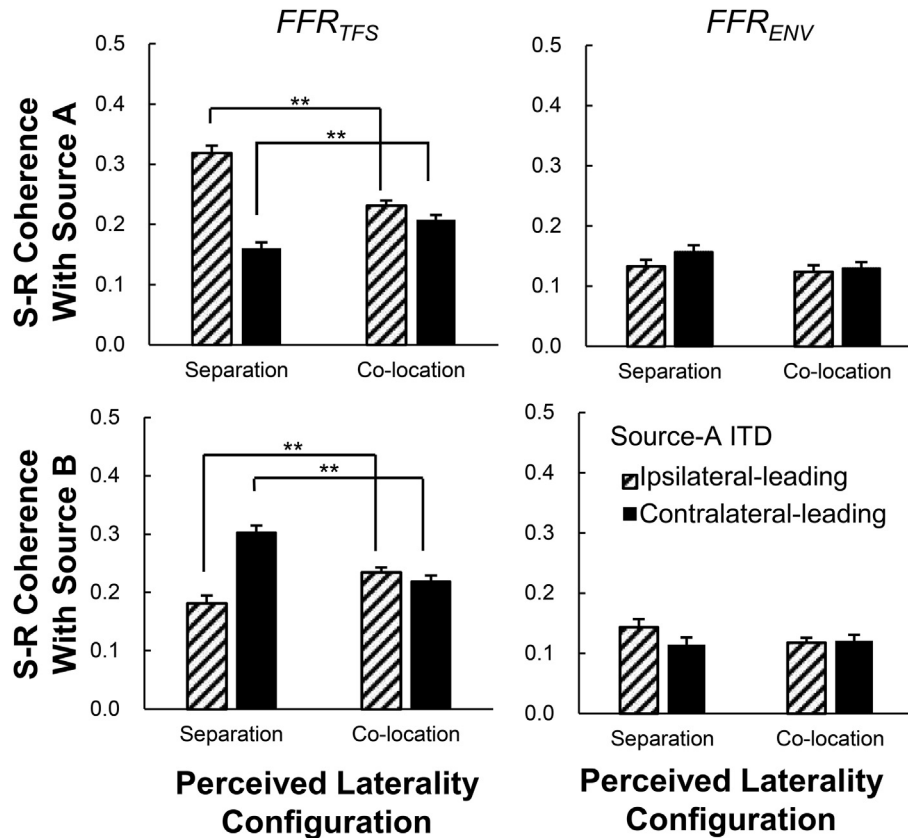 FFR_TFS
FFR_ENV
S-R Coherence
With Source A
0.5
0.4
0.3
0.2
0.1
0.0
**
**
Separation
Co-location
0.5
0.4
0.3
0.2
0.1
0.0
Separation
Co-location
S-R Coherence
With Source B
0.5
0.4
0.3
0.2
0.1
0.0
**
**
Separation
Co-location
Perceived Laterality
Configuration
0.5
0.4
0.3
0.2
0.1
0.0
Source-A ITD
Ipsilateral-leading
Contralateral-leading
Separation
Co-location
Perceived Laterality
Configuration